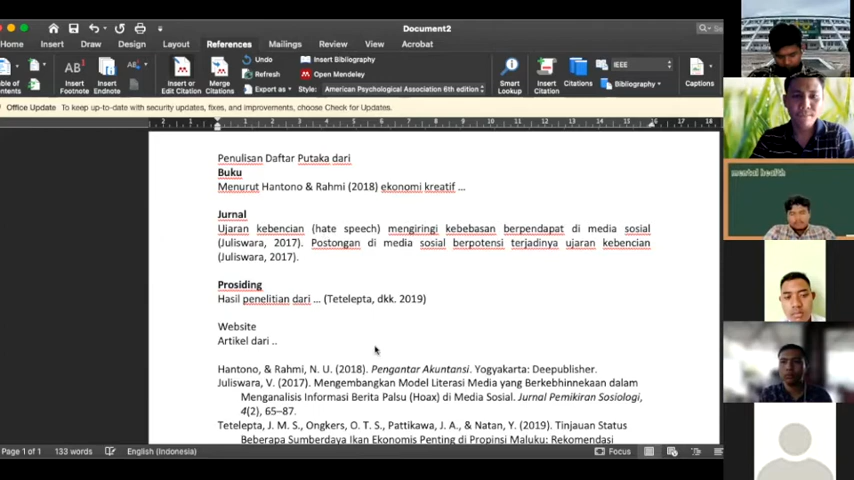 Document2
Home Insert Draw Design Layout References Mailings Review View Acrobat
Undo Insert Bibliography
Refresh Open Mendeley
Export as Style: American Psychological Association 6th edition
Insert Footnote
Insert Endnote
Insert or Edit Citation
Merge Citations
Smart Lookup
Insert Citation
Citations
IEEE
Bibliography
Captions
Office Update To keep up-to-date with security updates, fixes, and improvements, choose Check for Updates.
Penulisan Daftar Putaka dari
Buku
Menurut Hantono & Rahmi (2018) ekonomi kreatif ...
Jurnal
Ujaran kebencian (hate speech) mengiringi kebebasan berpendapat di media sosial
(Juliswara, 2017). Postongan di media sosial berpotensi terjadinya ujaran kebencian
(Juliswara, 2017).
Prosiding
Hasil penelitian dari ... (Tetelepta, dkk. 2019)
Website
Artikel dari ..
Hantono, & Rahmi, N. U. (2018). Pengantar Akuntansi. Yogyakarta: Deepublisher.
Juliswara, V. (2017). Mengembangkan Model Literasi Media yang Berkebhinnekaan dalam
Menganalisis Informasi Berita Palsu (Hoax) di Media Sosial. Jurnal Pemikiran Sosiologi,
4(2), 65–87.
Tetelepta, J. M. S., Ongkers, O. T. S., Pattikawa, J. A., & Natan, Y. (2019). Tinjauan Status
Beberapa Sumberdaya Ikan Ekonomis Penting di Propinsi Maluku: Rekomendasi
Page 1 of 1 133 words English (Indonesia) Focus
mental health